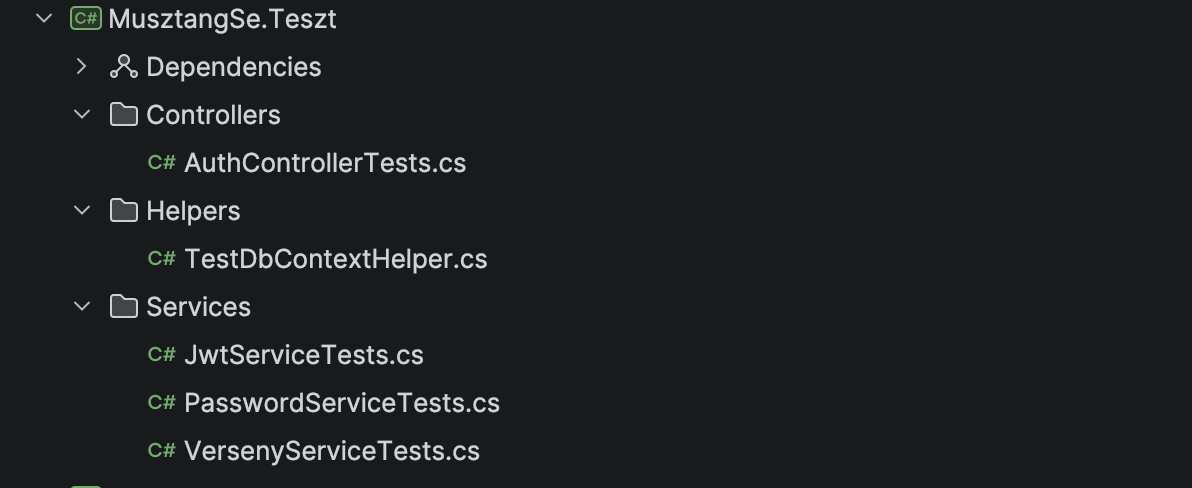 C# MusztangSe.Teszt
Dependencies
Controllers
C# AuthControllerTests.cs
Helpers
C# TestDbContextHelper.cs
Services
C# JwtServiceTests.cs
C# PasswordServiceTests.cs
C# VersenyServiceTests.cs